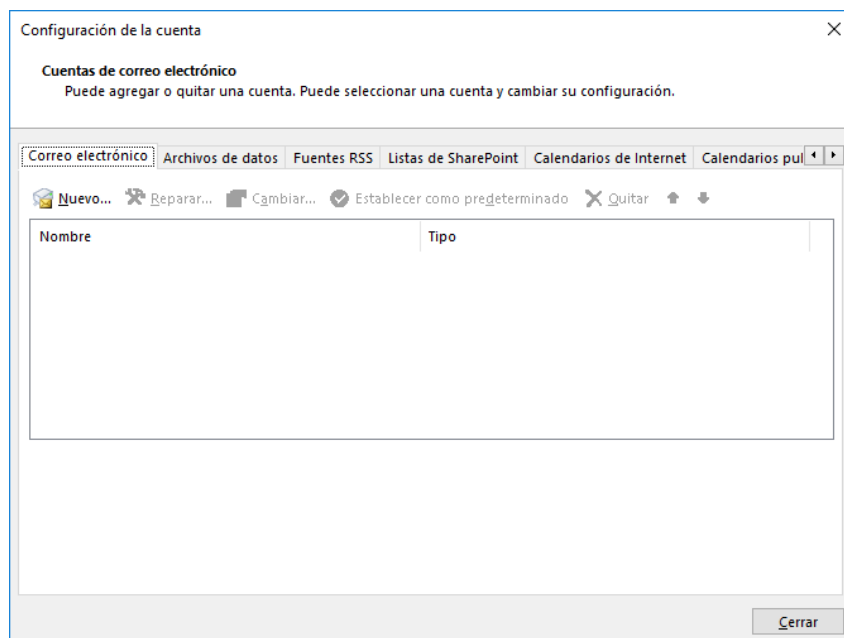 Configuración de la cuenta
Cuentas de correo electrónico
Puede agregar o quitar una cuenta. Puede seleccionar una cuenta y cambiar su configuración.
Correo electrónico Archivos de datos Fuentes RSS Listas de SharePoint Calendarios de Internet Calendarios pul
Nuevo... Reparar... Cambiar... Establecer como predeterminado Quitar
Nombre Tipo
Cerrar